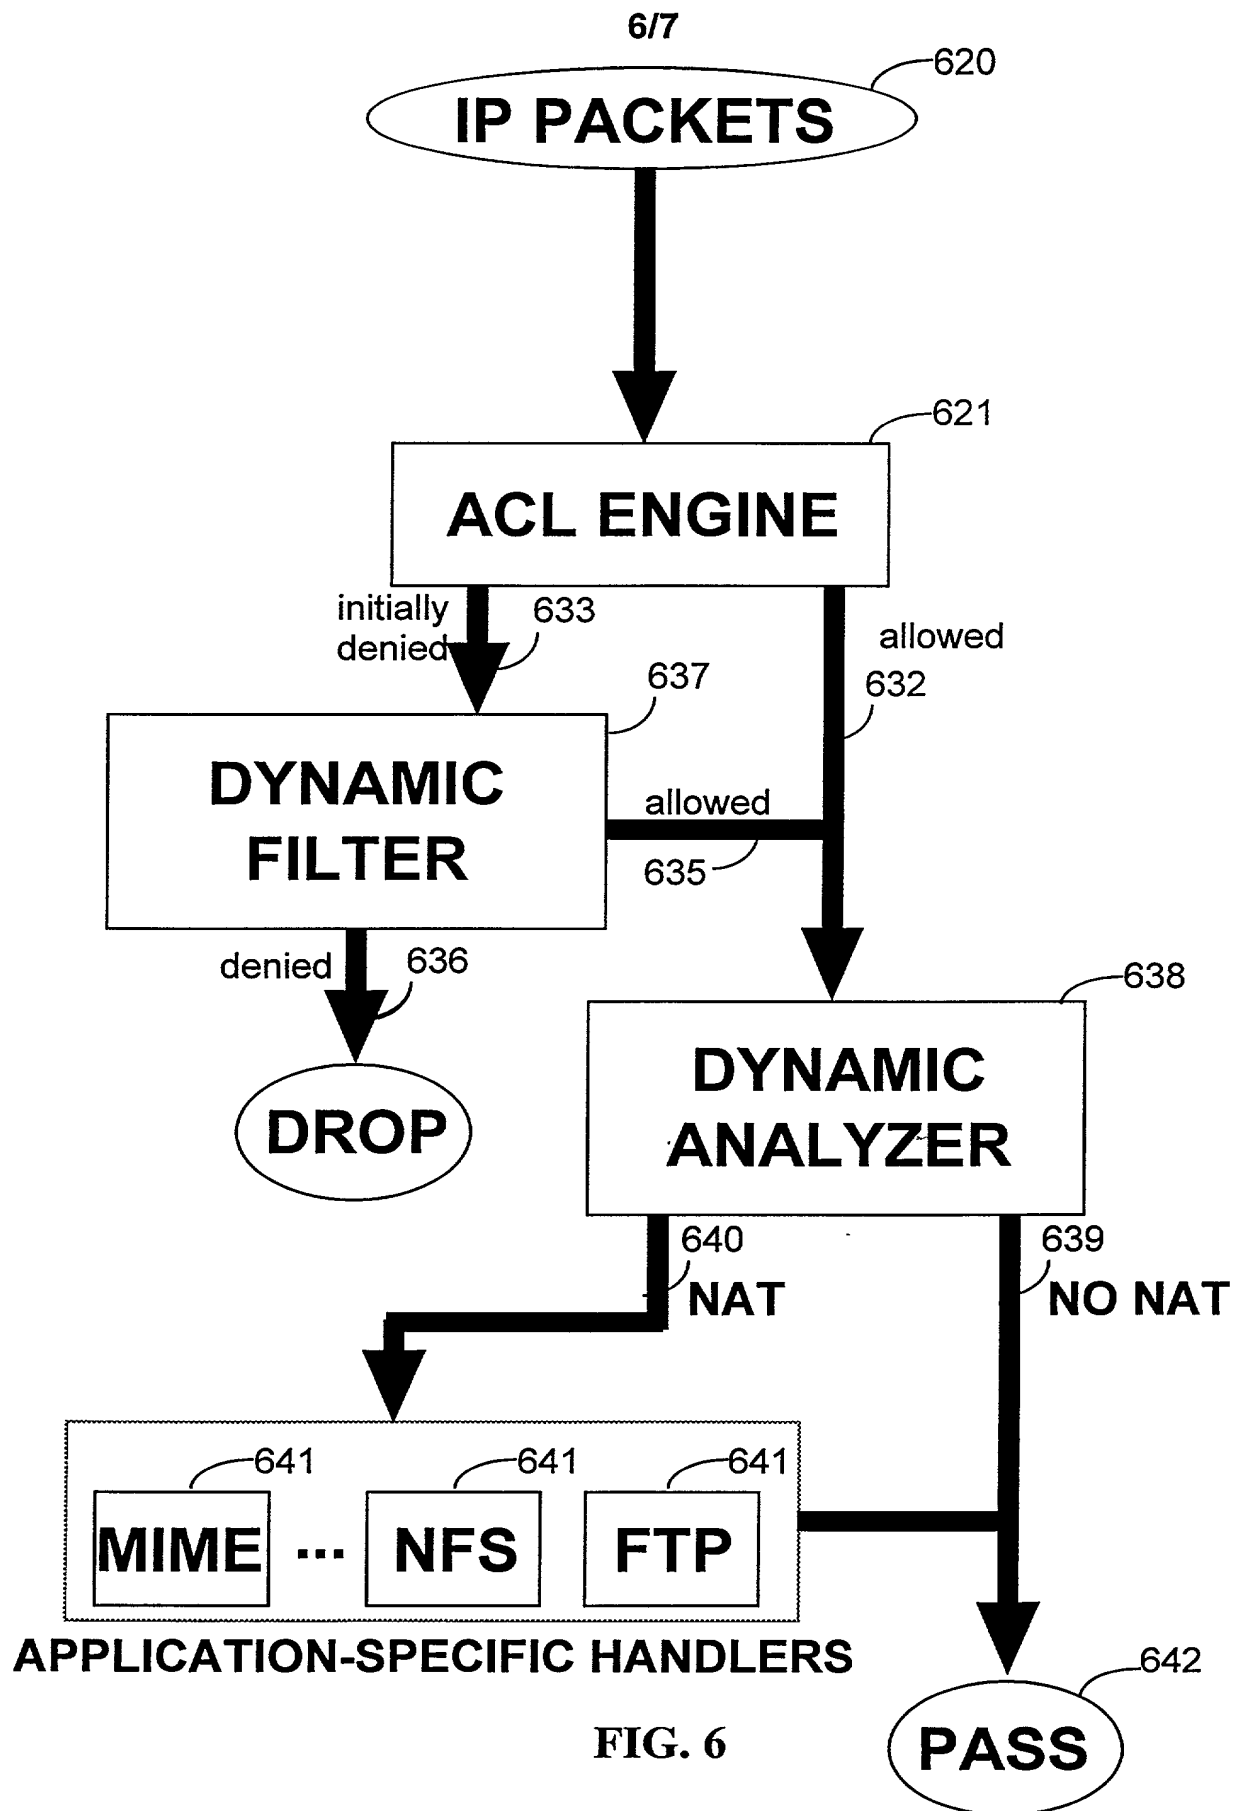 6/7
620
IP PACKETS
621
ACL ENGINE
initially
denied
633
allowed
632
637
DYNAMIC
FILTER
allowed
635
denied
636
638
DROP
DYNAMIC
ANALYZER
640
NAT
639
NO NAT
641
641
641
MIME
...
NFS
FTP
APPLICATION-SPECIFIC HANDLERS
642
PASS
FIG. 6